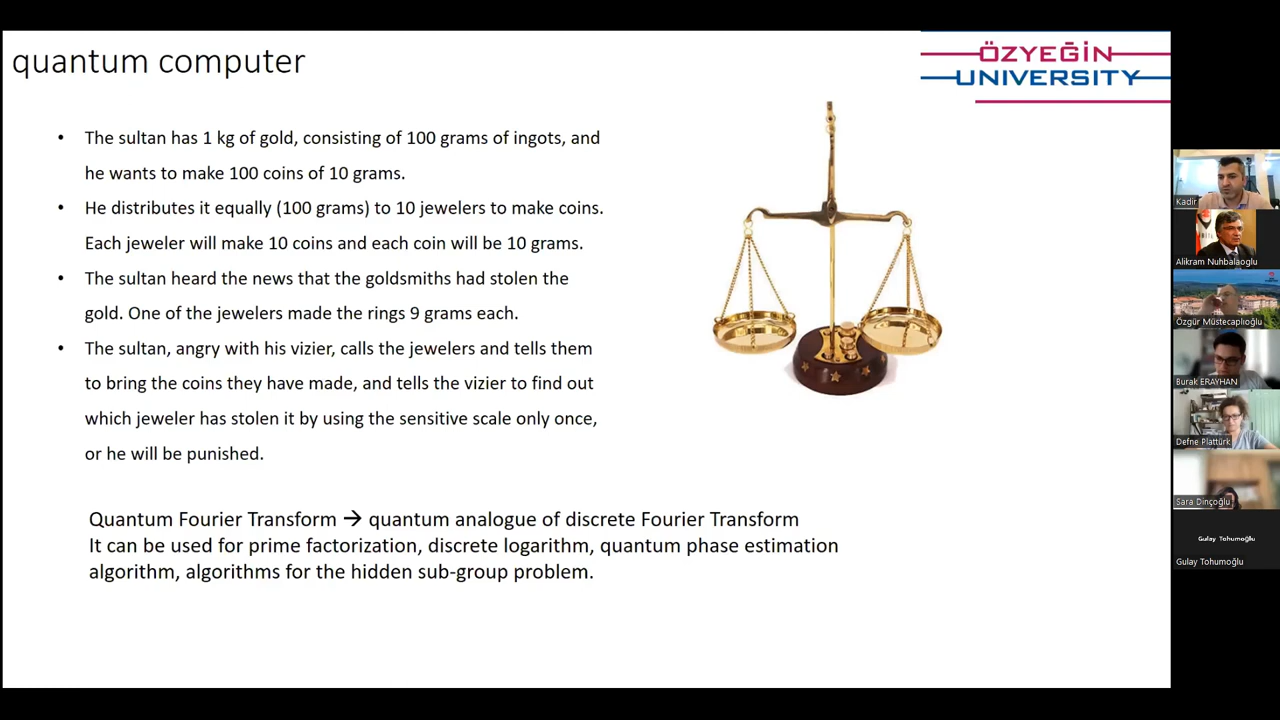 quantum computer
ÖZYEĞİN
UNIVERSITY
• The sultan has 1 kg of gold, consisting of 100 grams of ingots, and
he wants to make 100 coins of 10 grams.
• He distributes it equally (100 grams) to 10 jewelers to make coins.
Each jeweler will make 10 coins and each coin will be 10 grams.
• The sultan heard the news that the goldsmiths had stolen the
gold. One of the jewelers made the rings 9 grams each.
• The sultan, angry with his vizier, calls the jewelers and tells them
to bring the coins they have made, and tells the vizier to find out
which jeweler has stolen it by using the sensitive scale only once,
or he will be punished.
Quantum Fourier Transform → quantum analogue of discrete Fourier Transform
It can be used for prime factorization, discrete logarithm, quantum phase estimation
algorithm, algorithms for the hidden sub-group problem.
Kadir
Alikram Nuhbalaoglu
Özgür Müstecaplıoğlu
Burak ERAYHAN
Defne Plattürk
Sara Dinçoğlu
Gulay Tohumoğlu
Gulay Tohumoğlu